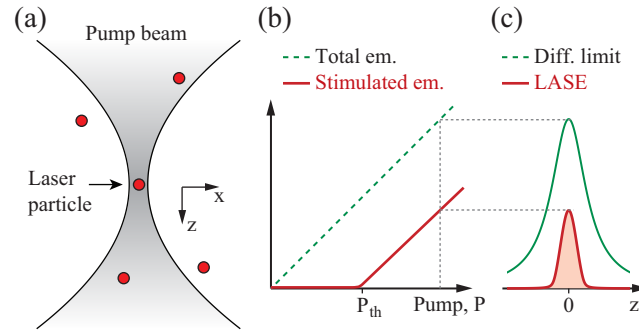 (a)
Pump beam
Laser
particle
x
z
(b)
Total em.
Stimulated em.
P_th
Pump, P
(c)
Diff. limit
LASE
0
z